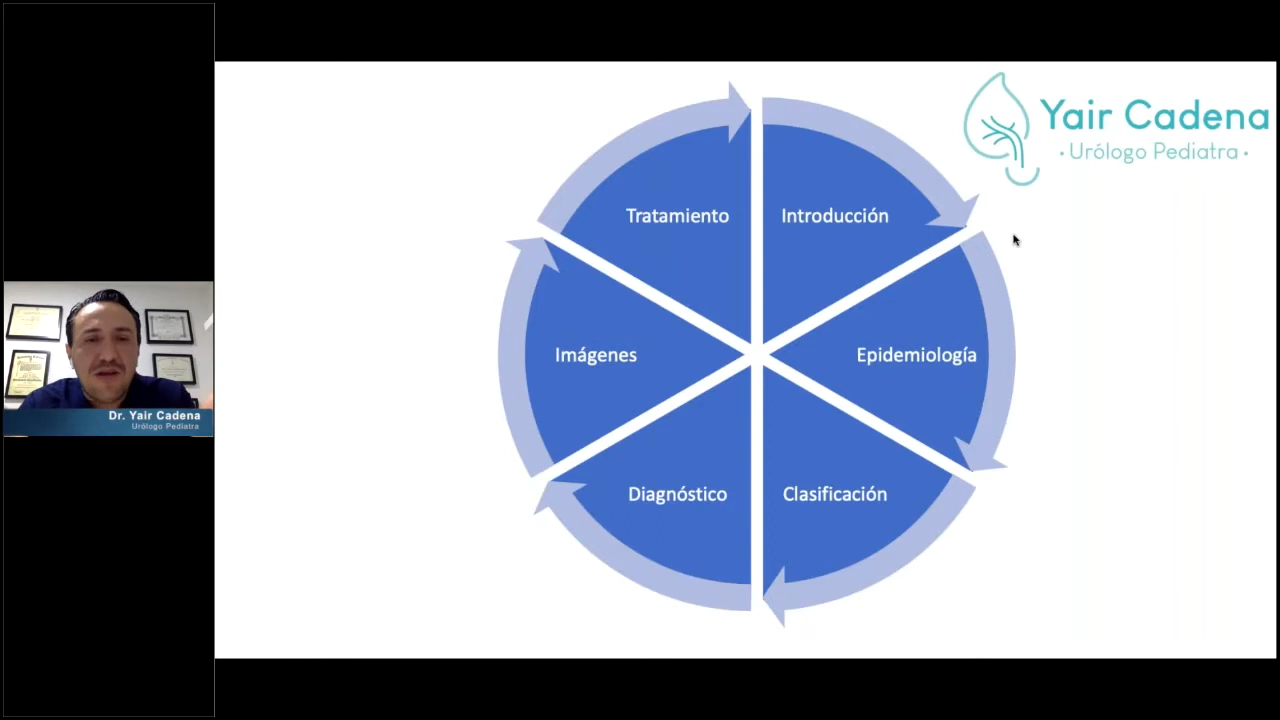 Yair Cadena
· Urólogo Pediatra ·
Tratamiento
Introducción
Imágenes
Epidemiología
Diagnóstico
Clasificación
Dr. Yair Cadena
Urólogo Pediatra